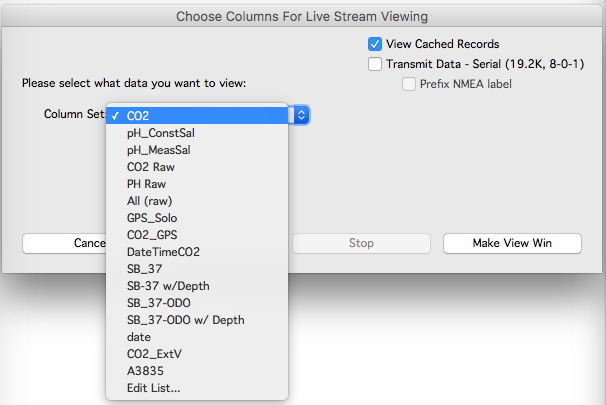 Choose Columns For Live Stream Viewing
View Cached Records
Transmit Data - Serial (19.2K, 8-0-1)
Prefix NMEA label
Please select what data you want to view:
Column Set
✓ CO2
pH_ConstSal
pH_MeasSal
CO2 Raw
PH Raw
All (raw)
GPS_Solo
CO2_GPS
DateTimeCO2
SB_37
SB-37 w/Depth
SB_37-ODO
SB_37-ODO w/ Depth
date
CO2_ExtV
A3835
Edit List...
Cance
Stop
Make View Win